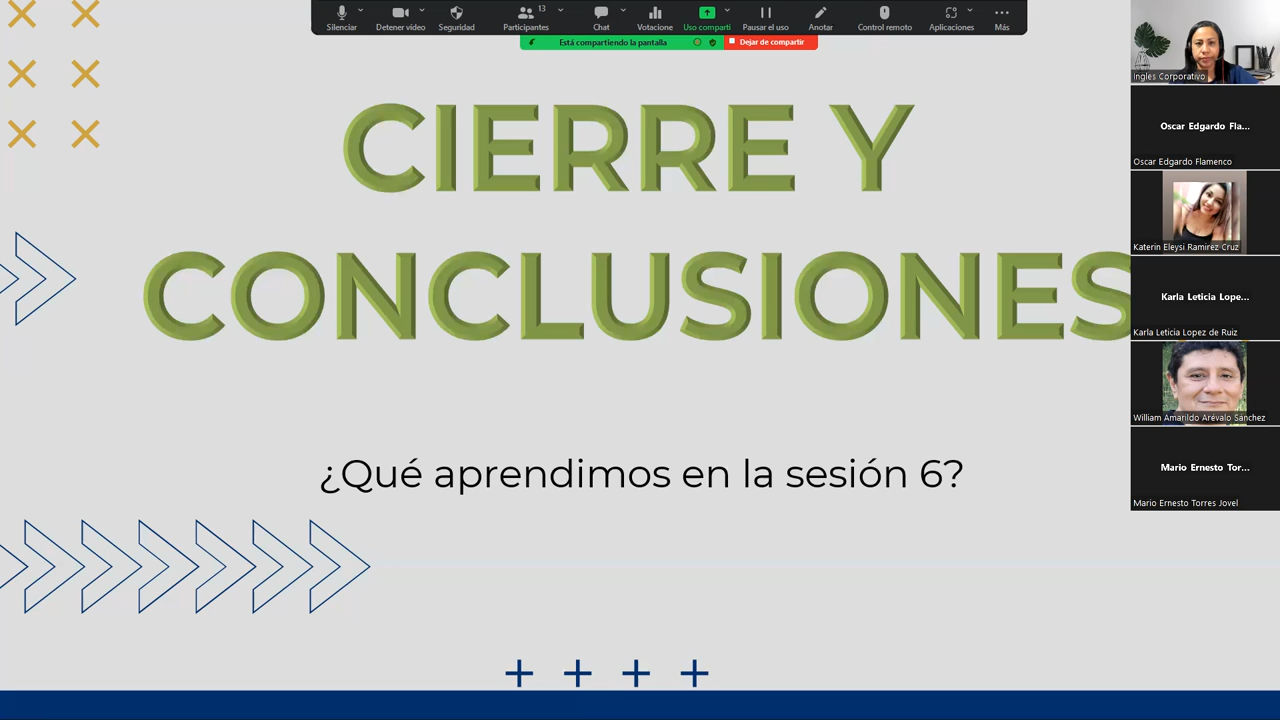 Silenciar
Detener vídeo
Seguridad
Participantes
13
Chat
Votacione
Uso comparti
Pausar el uso
Anotar
Control remoto
Aplicaciones
Más
Está compartiendo la pantalla
Dejar de compartir
CIERRE Y
CONCLUSIONES
¿Qué aprendimos en la sesión 6?
Ingles Corporativo
Oscar Edgardo Fla...
Oscar Edgardo Flamenco
Katerin Eleysi Ramirez Cruz
Karla Leticia Lope...
Karla Leticia Lopez de Ruiz
William Amarildo Arévalo Sánchez
Mario Ernesto Tor...
Mario Ernesto Torres Jovel